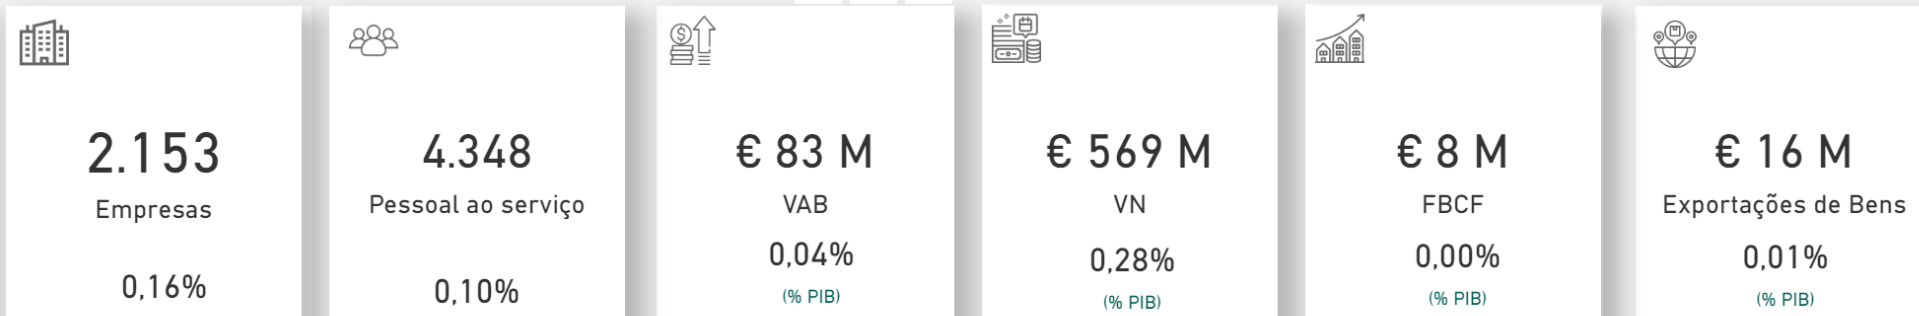 2.153
Empresas
0,16%
4.348
Pessoal ao serviço
0,10%
€ 83 M
VAB
0,04%
(% PIB)
€ 569 M
VN
0,28%
(% PIB)
€ 8 M
FBCF
0,00%
(% PIB)
€ 16 M
Exportações de Bens
0,01%
(% PIB)